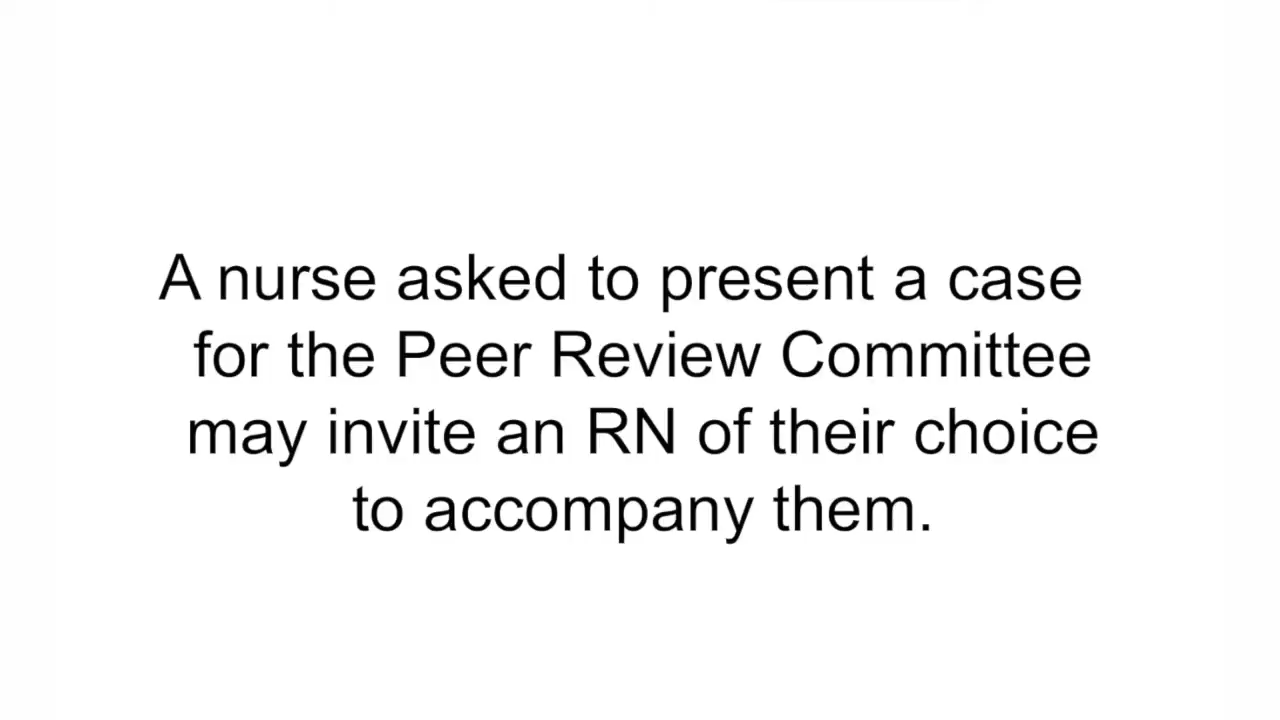 A nurse asked to present a case
for the Peer Review Committee
may invite an RN of their choice
to accompany them.